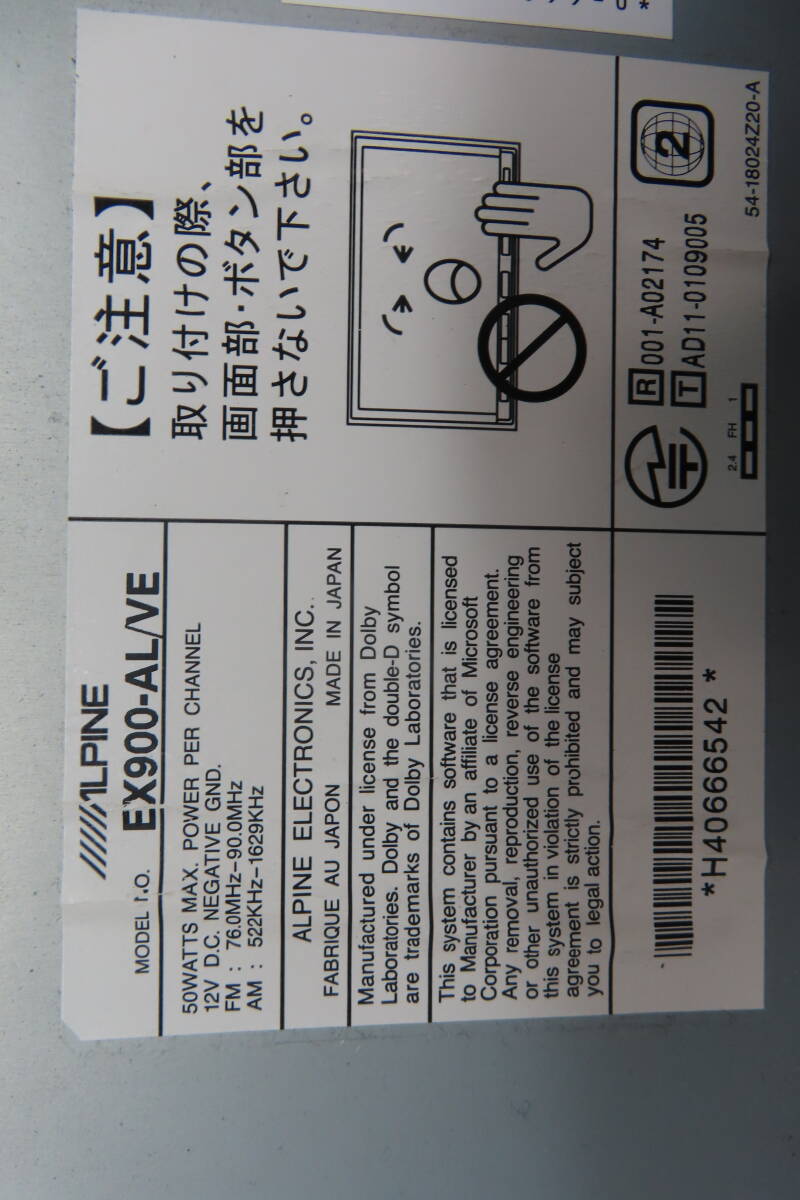 ALPINE
MODEL NO. EX900-AL/VE
50WATTS MAX. POWER PER CHANNEL
12V D.C. NEGATIVE GND.
FM : 76.0MHz-90.0MHz
AM : 522KHz-1629KHz
ALPINE ELECTRONICS, INC.
FABRIQUE AU JAPON MADE IN JAPAN
Manufactured under license from Dolby
Laboratories. Dolby and the double-D symbol
are trademarks of Dolby Laboratories.
This system contains software that is licensed
to Manufacturer by an affiliate of Microsoft
Corporation pursuant to a license agreement.
Any removal, reproduction, reverse engineering
or other unauthorized use of the software from
this system in violation of the license
agreement is strictly prohibited and may subject
you to legal action.
*H40666542*
【ご注意】
取り付けの際、
画面部・ボタン部を
押さないで下さい。
R 001-A02174
T AD11-0109005
2
2.4 FH 1
54-18024Z20-A